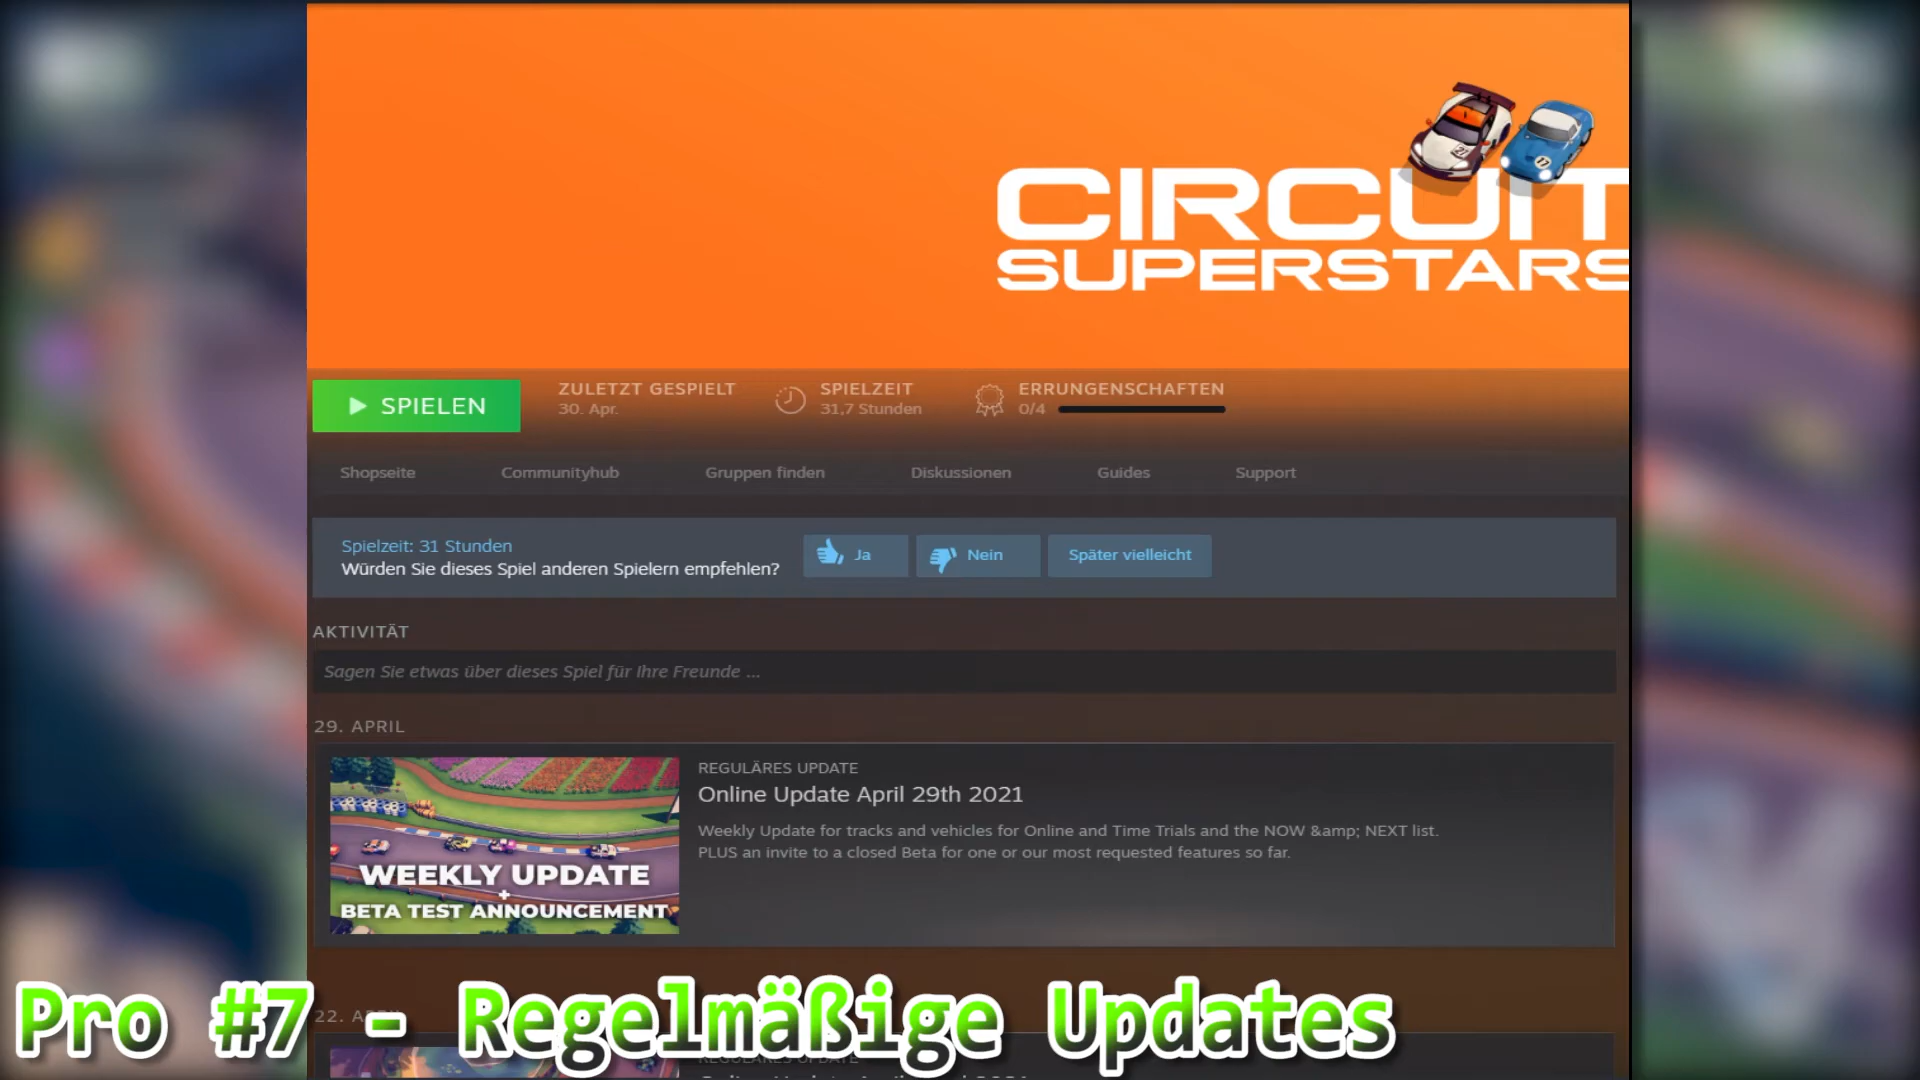 CIRCUIT
SUPERSTARS
21
17
SPIELEN
ZULETZT GESPIELT
30. Apr.
SPIELZEIT
31,7 Stunden
ERRUNGENSCHAFTEN
0/4
Shopseite Communityhub Gruppen finden Diskussionen Guides Support
Spielzeit: 31 Stunden
Würden Sie dieses Spiel anderen Spielern empfehlen?
Ja Nein Später vielleicht
AKTIVITÄT
Sagen Sie etwas über dieses Spiel für Ihre Freunde ...
29. APRIL
WEEKLY UPDATE
+
BETA TEST ANNOUNCEMENT
REGULÄRES UPDATE
Online Update April 29th 2021
Weekly Update for tracks and vehicles for Online and Time Trials and the NOW &amp; NEXT list.
PLUS an invite to a closed Beta for one or our most requested features so far.
22.
Pro #7 - Regelmäßige Updates
REGULÄRES UPDATE